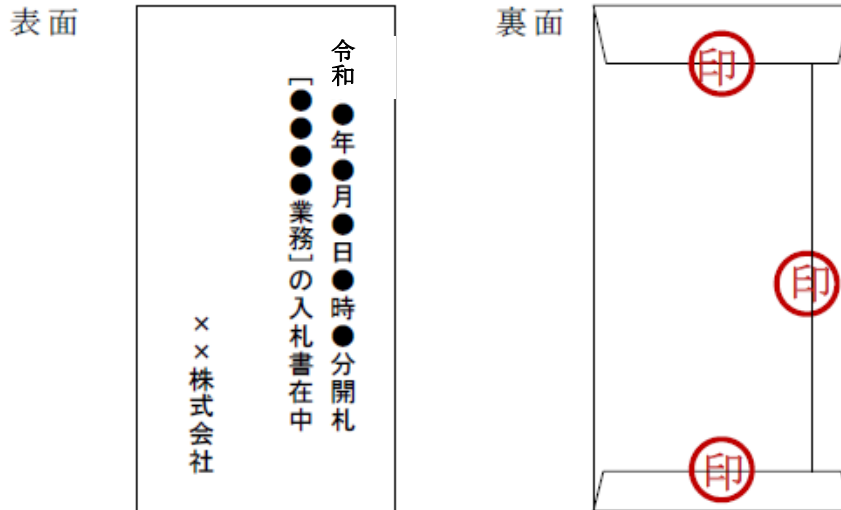 表面
令和 ●年●月●日●時●分開札
[●●●●業務]の入札書在中
××株式会社
裏面
印
印
印